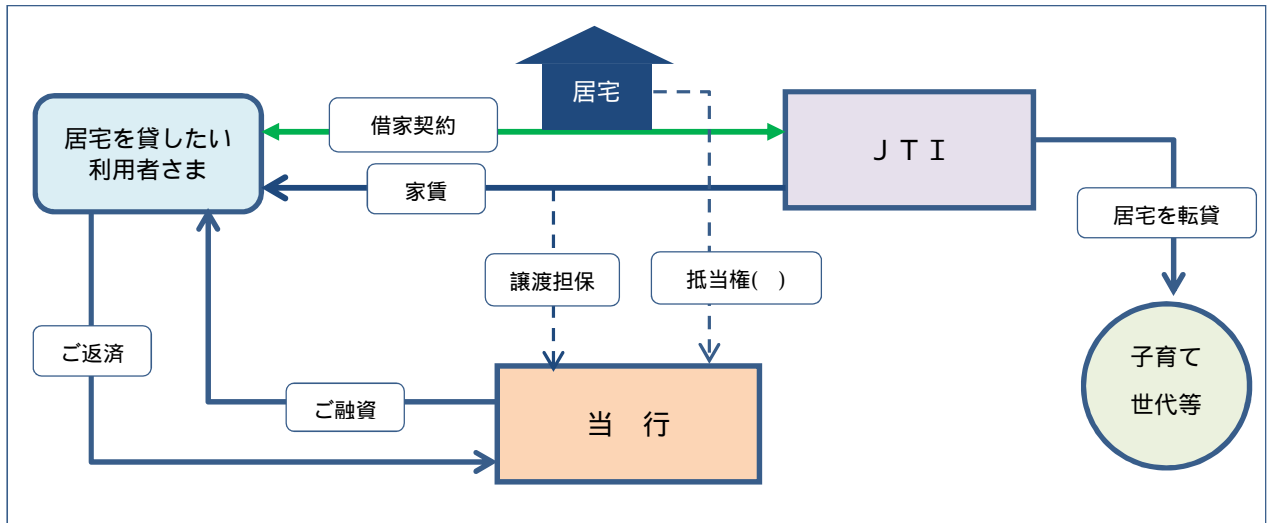 居宅
借家契約
居宅を貸したい
利用者さま
ＪＴＩ
家賃
居宅を転貸
譲渡担保
抵当権(　)
ご返済
子育て
世代等
ご融資
当　行